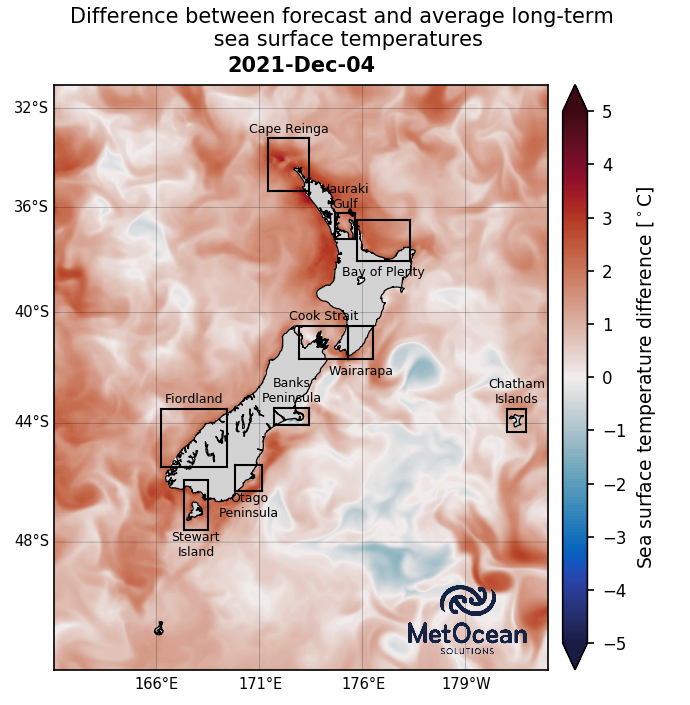 Difference between forecast and average long-term
sea surface temperatures
2021-Dec-04
32°S
36°S
40°S
44°S
48°S
166°E
171°E
176°E
179°W
Cape Reinga
Hauraki
Gulf
Bay of Plenty
Cook Strait
Wairarapa
Banks
Peninsula
Fiordland
Chatham
Islands
Otago
Peninsula
Stewart
Island
MetOcean
SOLUTIONS
5
4
3
2
1
0
−1
−2
−3
−4
−5
Sea surface temperature difference [°C]